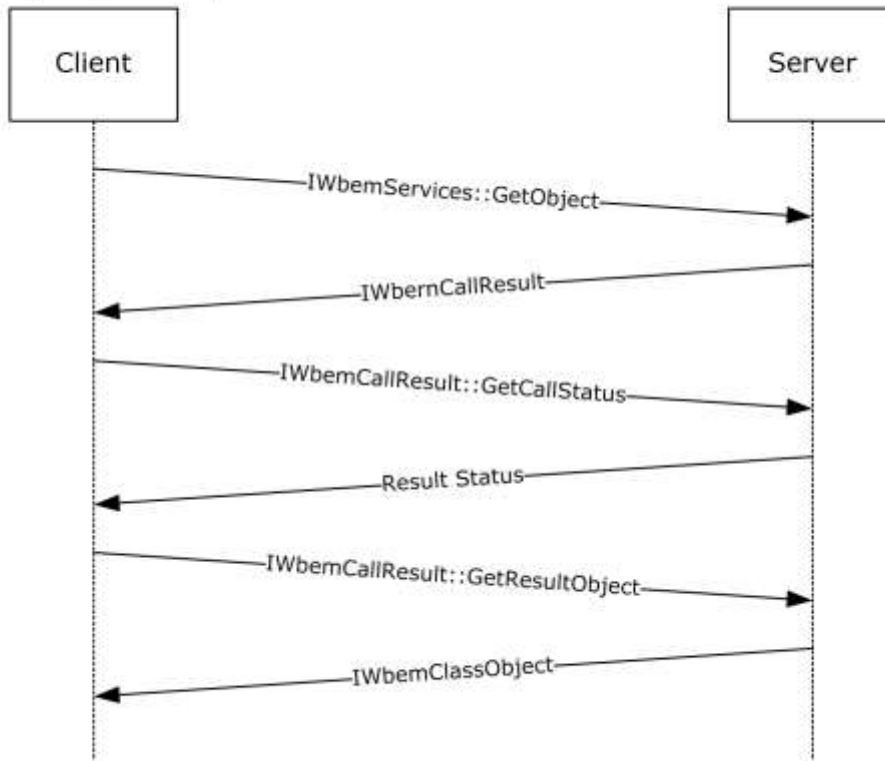 Client
Server
IWbemServices::GetObject
IWbernCallResult
IWbemCallResult::GetCallStatus
Result Status
IWbemCallResult::GetResultObject
IWbemClassObject